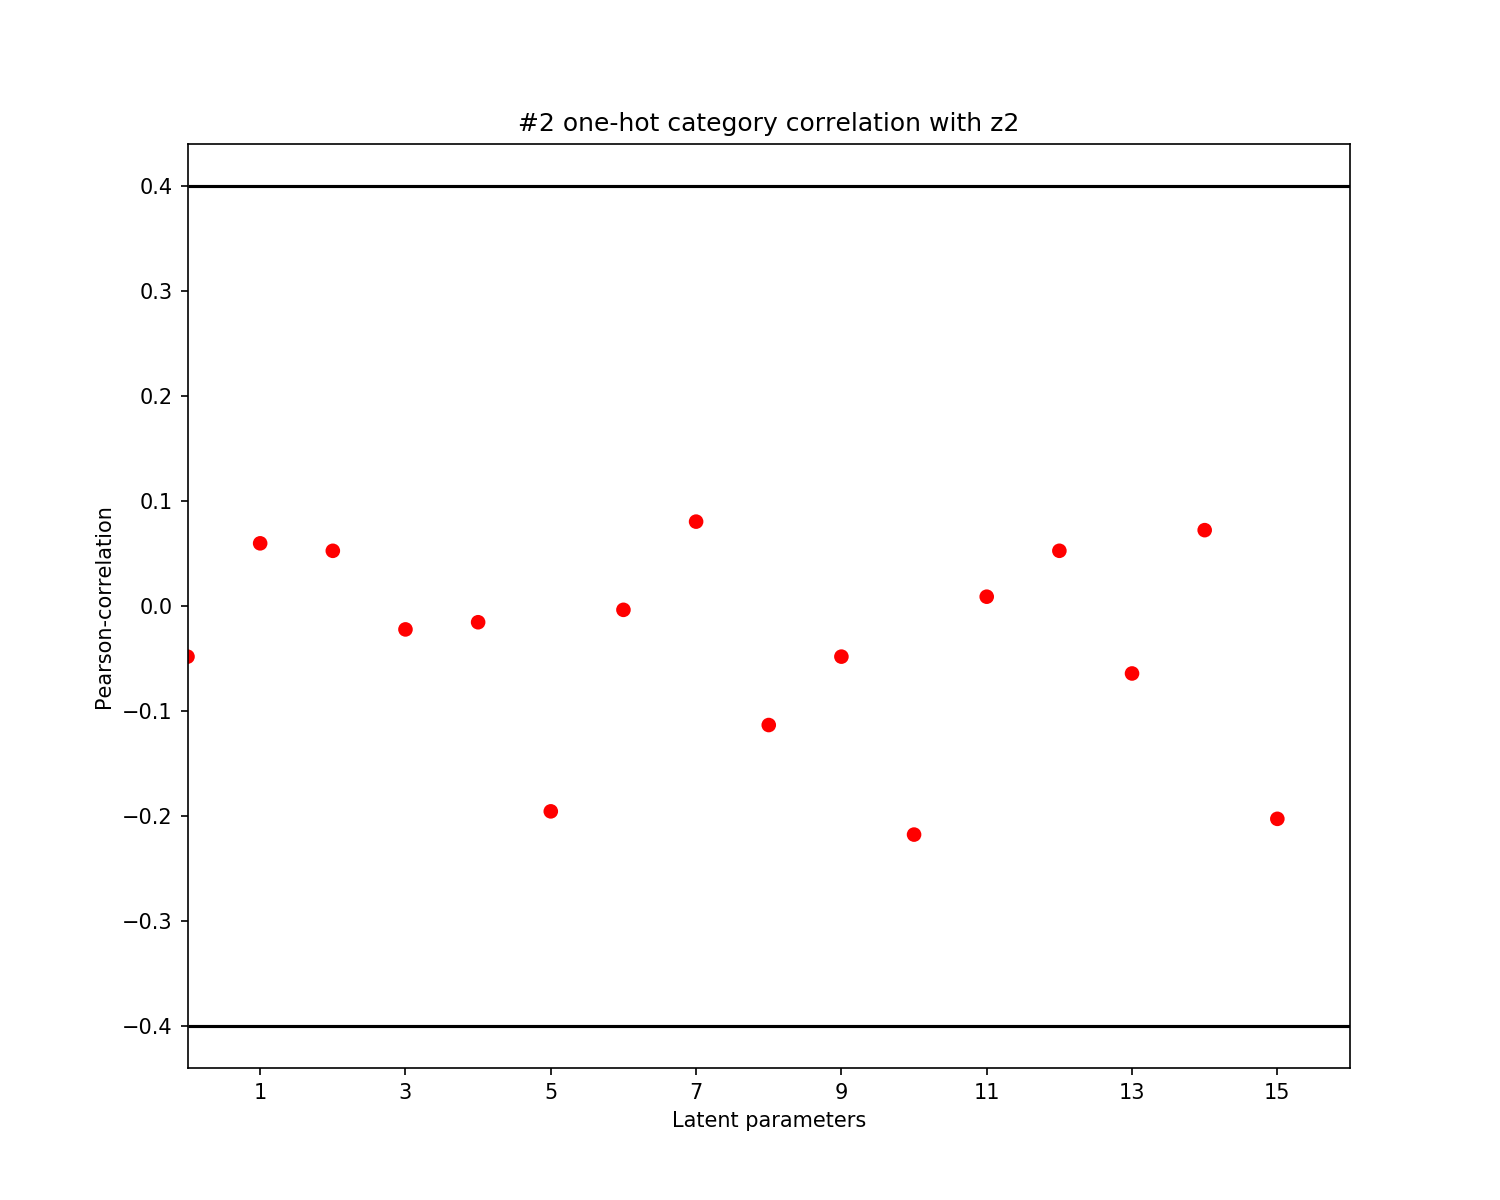 #2 one-hot category correlation with z2
0.4
0.3
0.2
0.1
0.0
−0.1
−0.2
−0.3
−0.4
Pearson-correlation
1 3 5 7 9 11 13 15
Latent parameters